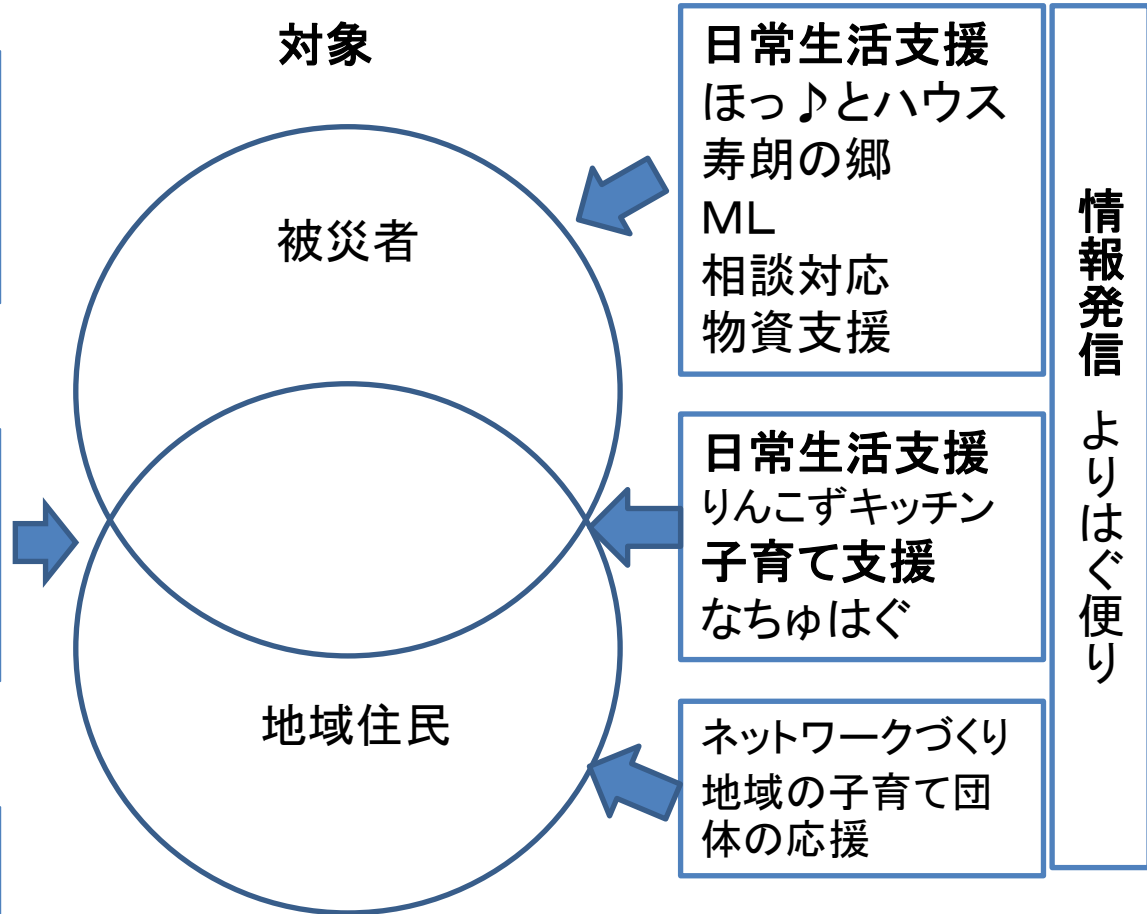 対象
被災者
地域住民
日常生活支援
ほっ♪とハウス
寿朗の郷
ML
相談対応
物資支援
日常生活支援
りんこずキッチン
子育て支援
なちゅはぐ
ネットワークづくり
地域の子育て団
体の応援
情報発信 よりはぐ便り